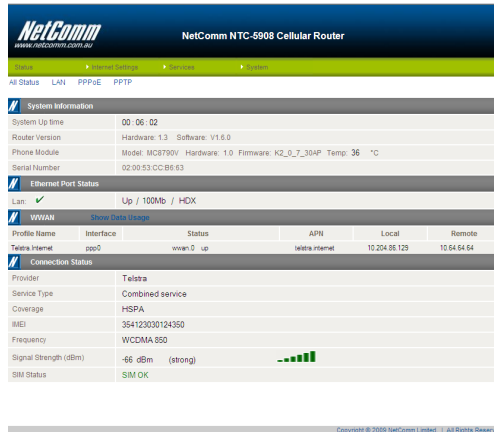 NetComm
www.netcomm.com.au
NetComm NTC-5908 Cellular Router
Status Internet Settings Services System
All Status LAN PPPoE PPTP
System Information
System Up time 00 : 06 : 02
Router Version Hardware: 1.3 Software: V1.6.0
Phone Module Model: MC8790V Hardware: 1.0 Firmware: K2_0_7_30AP Temp: 36 °C
Serial Number 02:00:53:CC:B6:63
Ethernet Port Status
Lan: Up / 100Mb / HDX
WWAN Show Data Usage
Profile Name Interface Status APN Local Remote
Telstra.Internet ppp0 wwan.0 up telstra.internet 10.204.86.129 10.64.64.64
Connection Status
Provider Telstra
Service Type Combined service
Coverage HSPA
IMEI 354123030124350
Frequency WCDMA 850
Signal Strength (dBm) -66 dBm (strong)
SIM Status SIM OK
Copyright © 2009 NetComm Limited. | All Rights Reserv